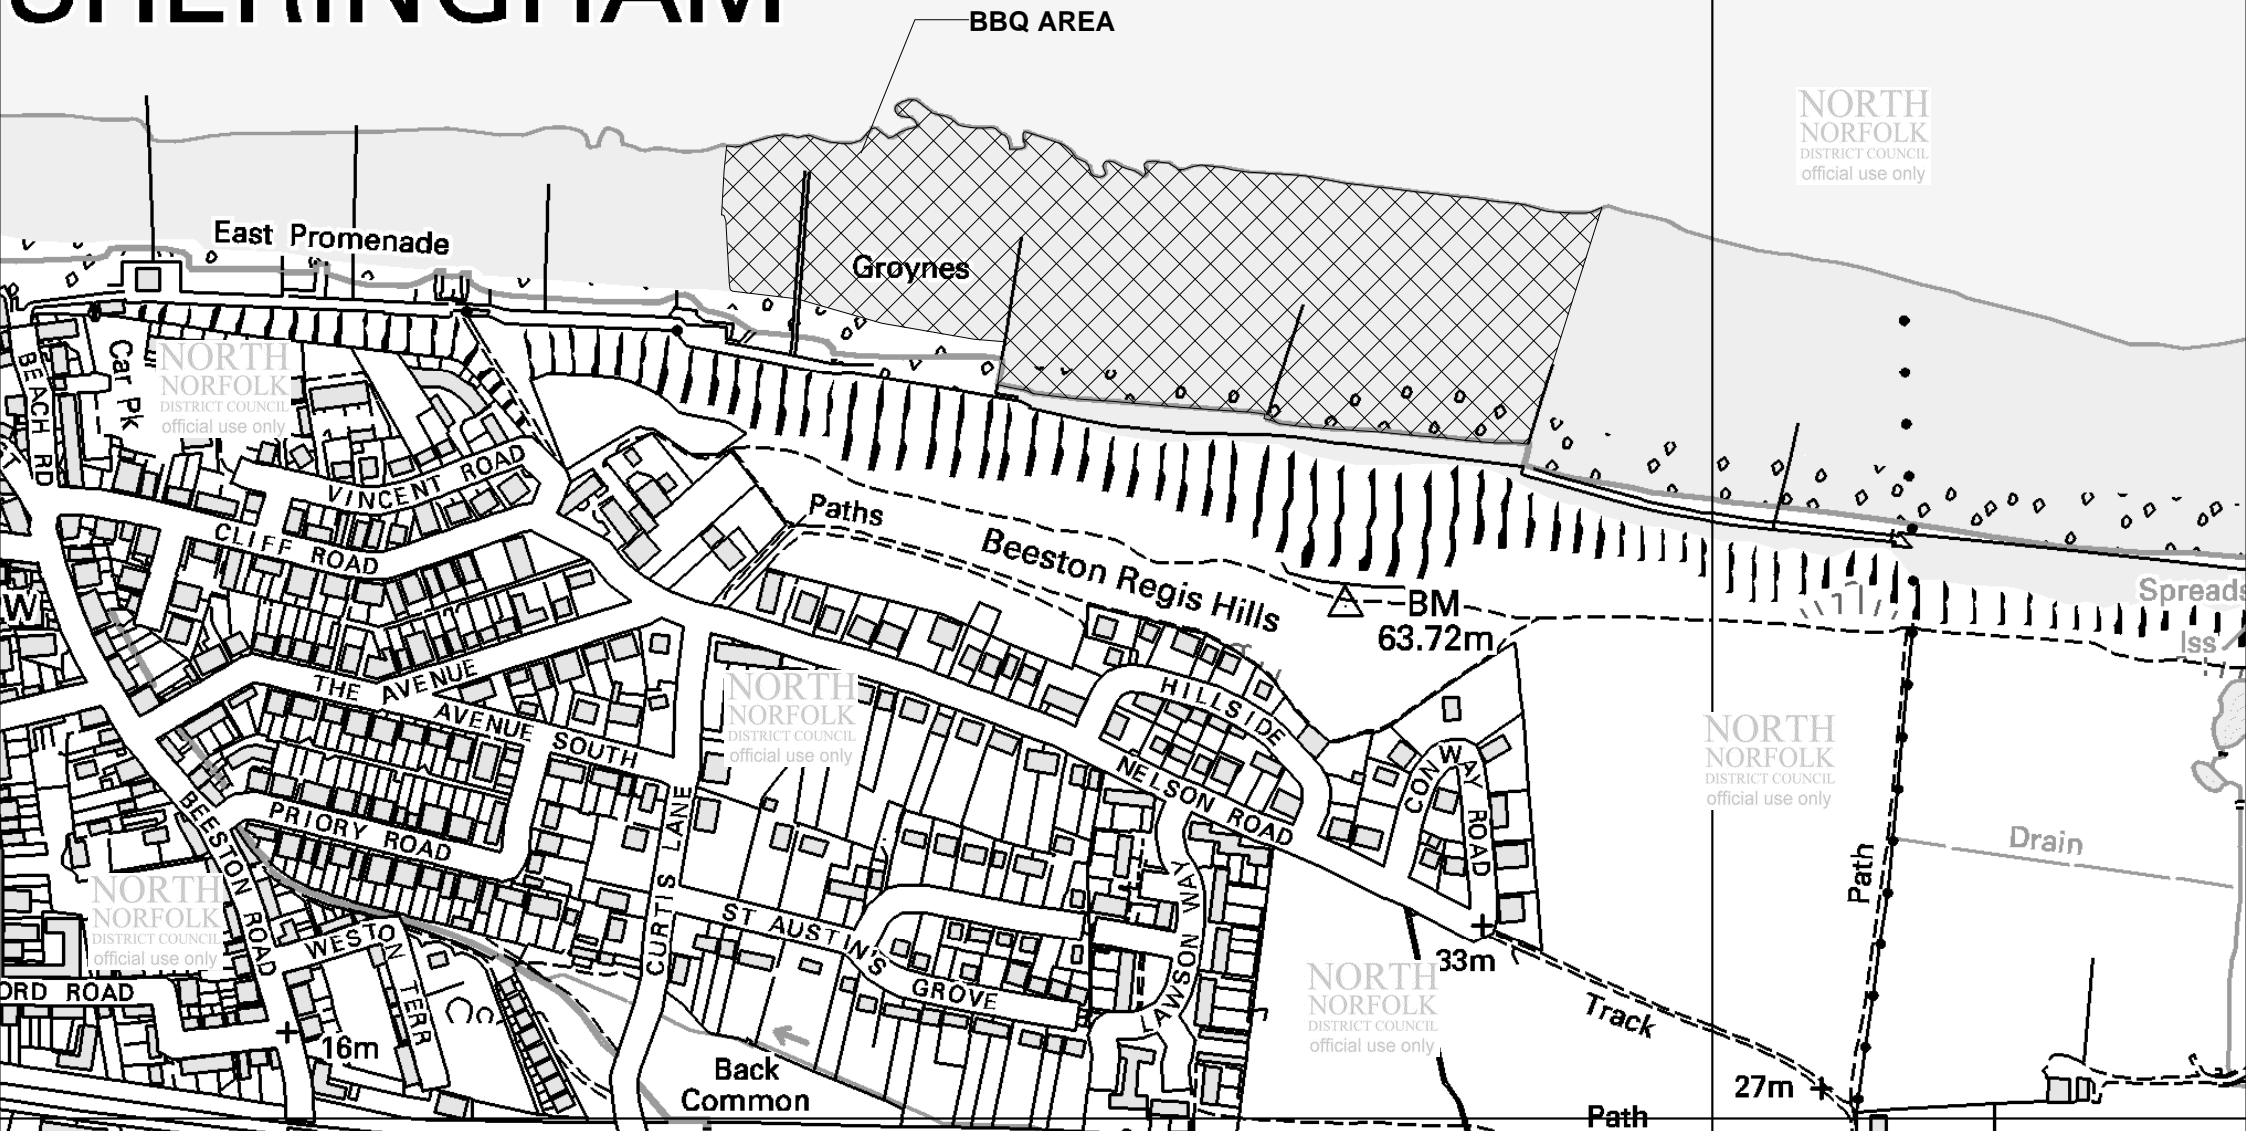 SHERINGHAM
BBQ AREA
NORTH
NORFOLK
DISTRICT COUNCIL
official use only
East Promenade
Groynes
BEACH RD
Car Pk
NORTH
NORFOLK
DISTRICT COUNCIL
official use only
VINCENT ROAD
CLIFF ROAD
Paths
Beeston Regis Hills
BM
63.72m
Spreads
Iss
W
THE AVENUE
AVENUE SOUTH
NORTH
NORFOLK
DISTRICT COUNCIL
official use only
HILLSIDE
NELSON ROAD
CONWAY ROAD
NORTH
NORFOLK
DISTRICT COUNCIL
official use only
Drain
Path
BEESTON ROAD
PRIORY ROAD
CURTIS LANE
NORTH
NORFOLK
DISTRICT COUNCIL
official use only
WESTON TERR
ST AUSTIN'S GROVE
LAWSON WAY
33m
NORTH
NORFOLK
DISTRICT COUNCIL
official use only
Track
ORD ROAD
16m
Back
Common
27m
Path